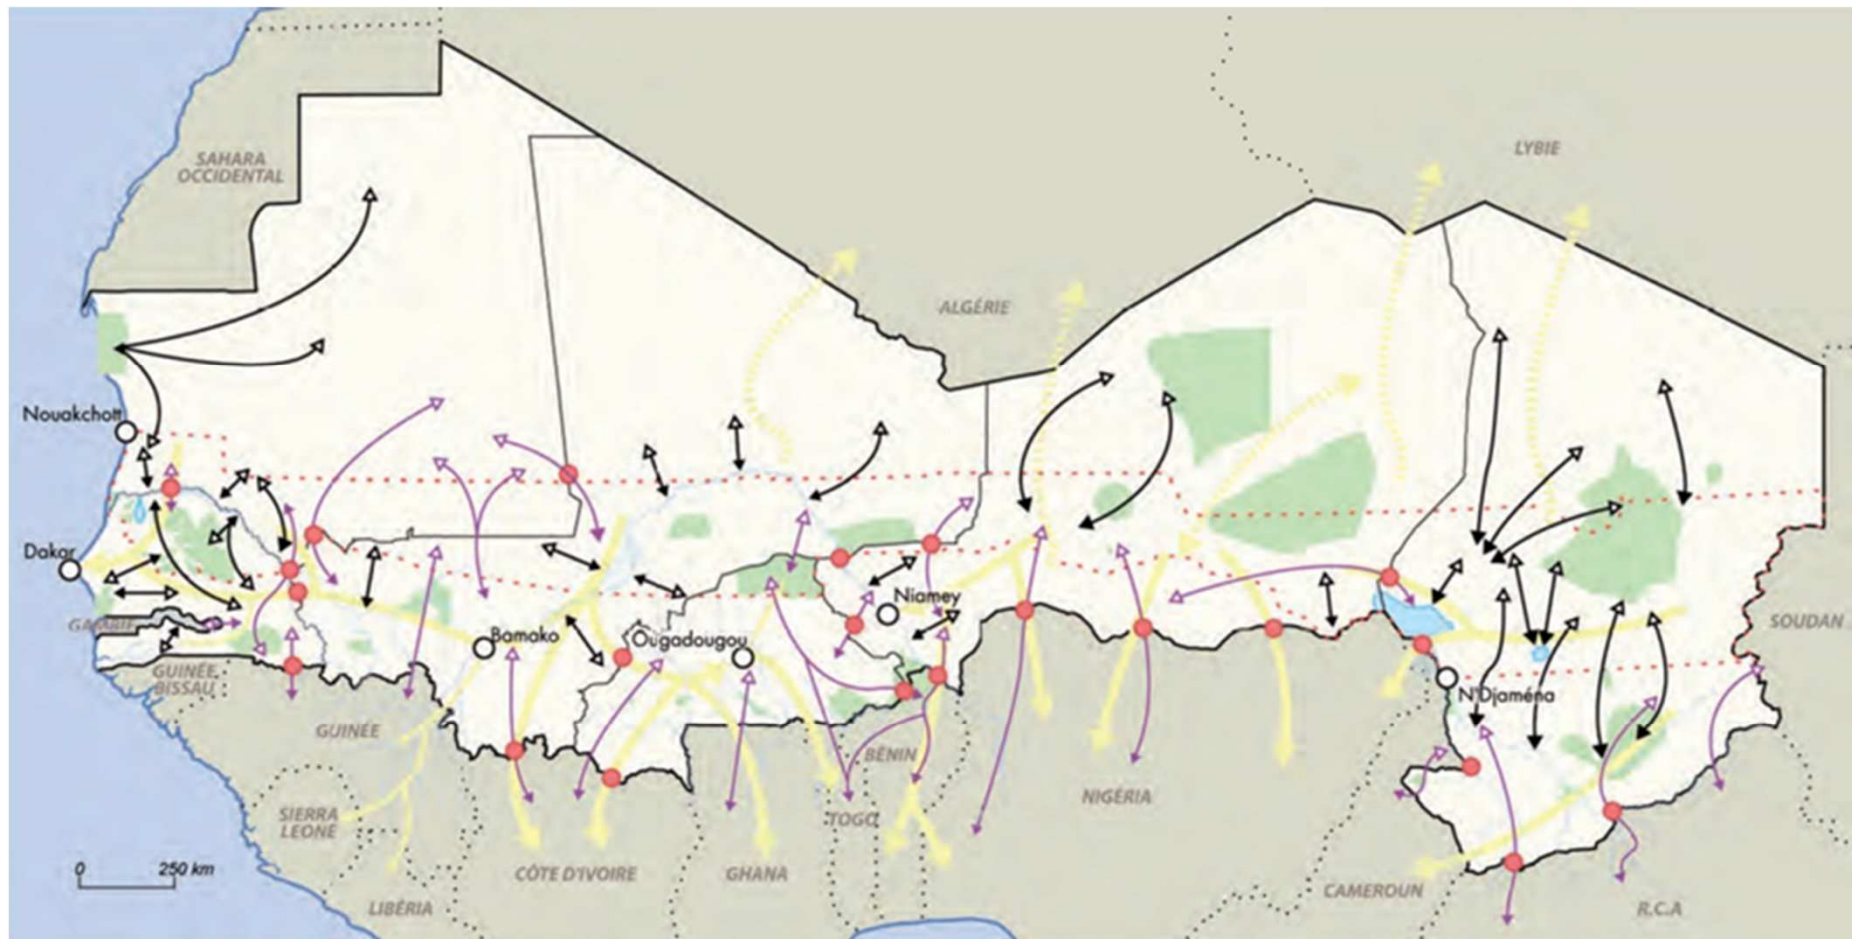 LYBIE
SAHARA
OCCIDENTAL
ALGÉRIE
Nouakchott
Dakar
Niamey
GAMBIE
Bamako
Ougadougou
SOUDAN
GUINÉE
BISSAU
N'Djaména
GUINÉE
BÉNIN
NIGÉRIA
SIERRA
LEONE
TOGO
0 250 km
CÔTE D'IVOIRE
GHANA
CAMEROUN
LIBÉRIA
R.C.A